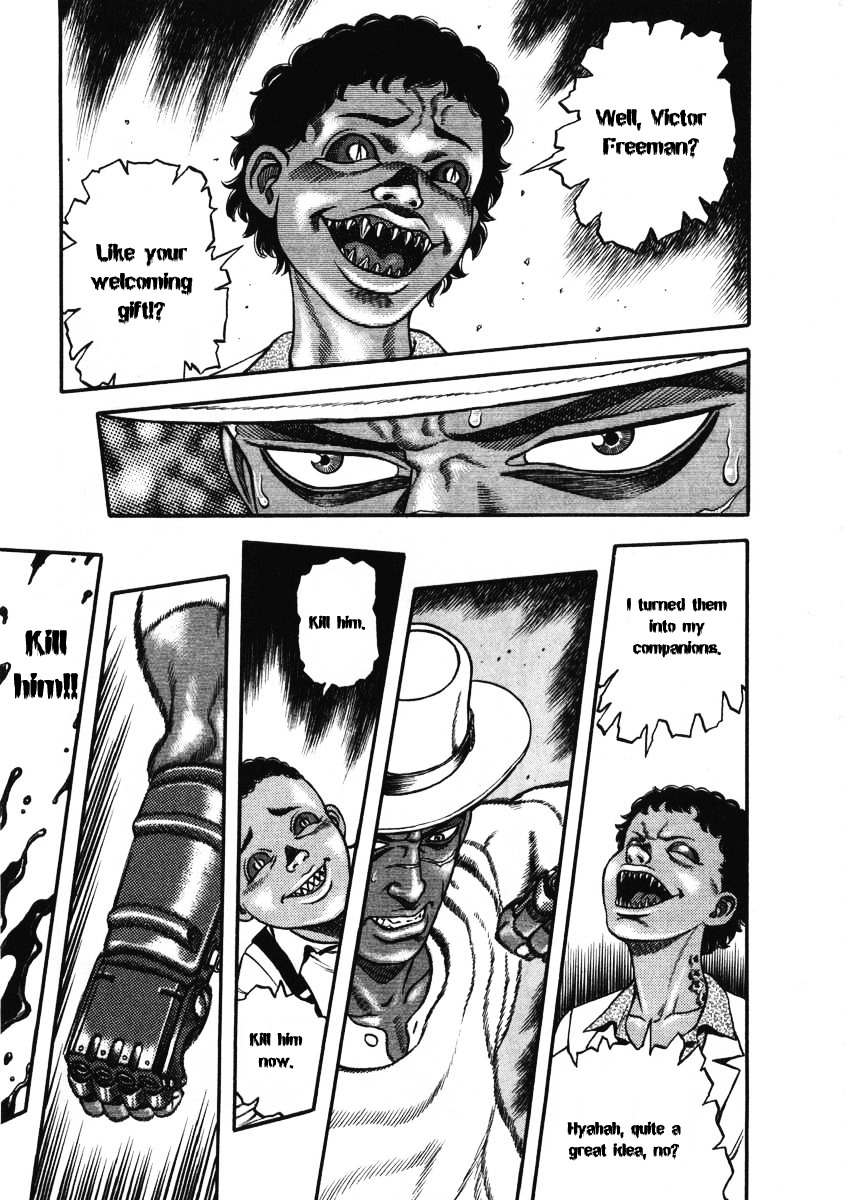 Well, Victor
Freeman?
Like your
welcoming
gift!?
I turned them
into my
companions.
Hyahah, quite a
great idea, no?
Kill him.
Kill him
now.
Kill
him!!